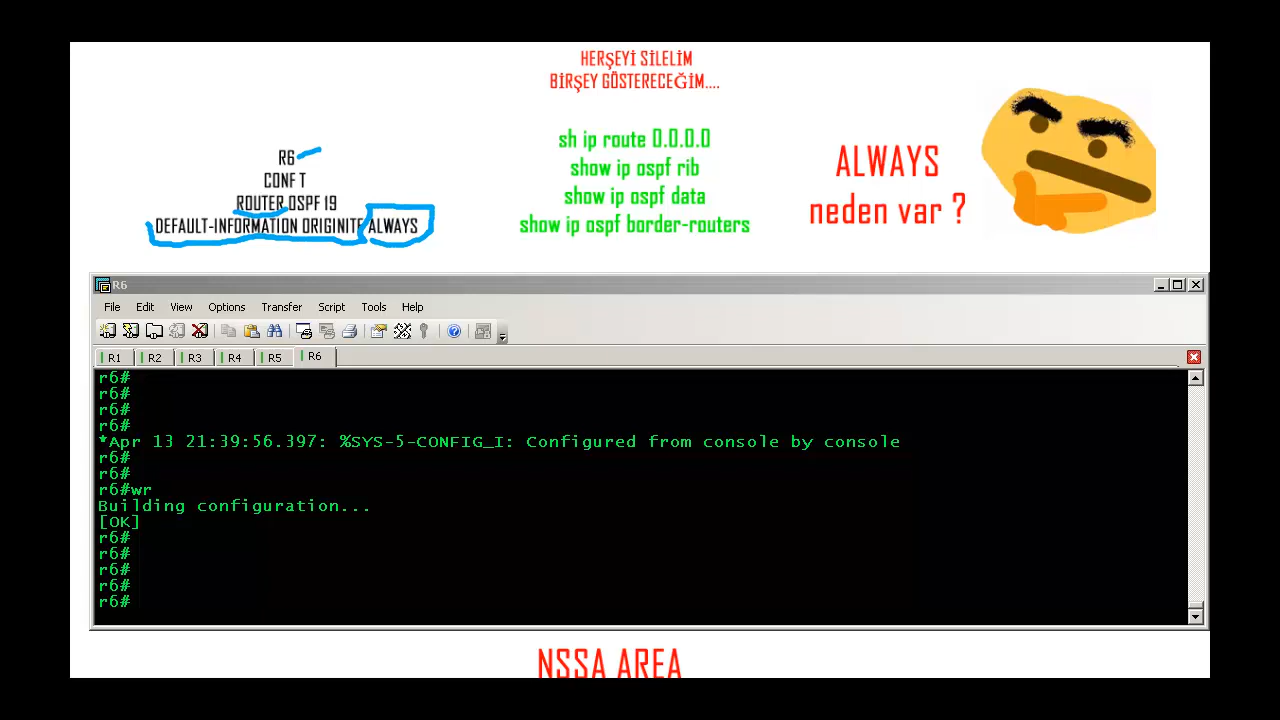 HERŞEYİ SİLELİM
BİRŞEY GÖSTERECEĞİM....
R6
CONF T
ROUTER OSPF 19
DEFAULT-INFORMATION ORIGINITE ALWAYS
sh ip route 0.0.0.0
show ip ospf rib
show ip ospf data
show ip ospf border-routers
ALWAYS
neden var ?
R6
File Edit View Options Transfer Script Tools Help
R1 R2 R3 R4 R5 R6
r6#
r6#
r6#
r6#
*Apr 13 21:39:56.397: %SYS-5-CONFIG_I: Configured from console by console
r6#
r6#
r6#wr
Building configuration...
[OK]
r6#
r6#
r6#
r6#
r6#
NSSA AREA